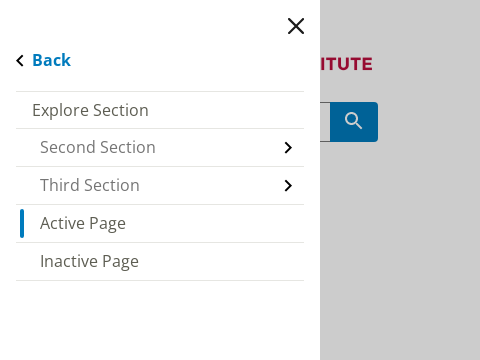 Back
ITUTE
Explore Section
Second Section
Third Section
Active Page
Inactive Page